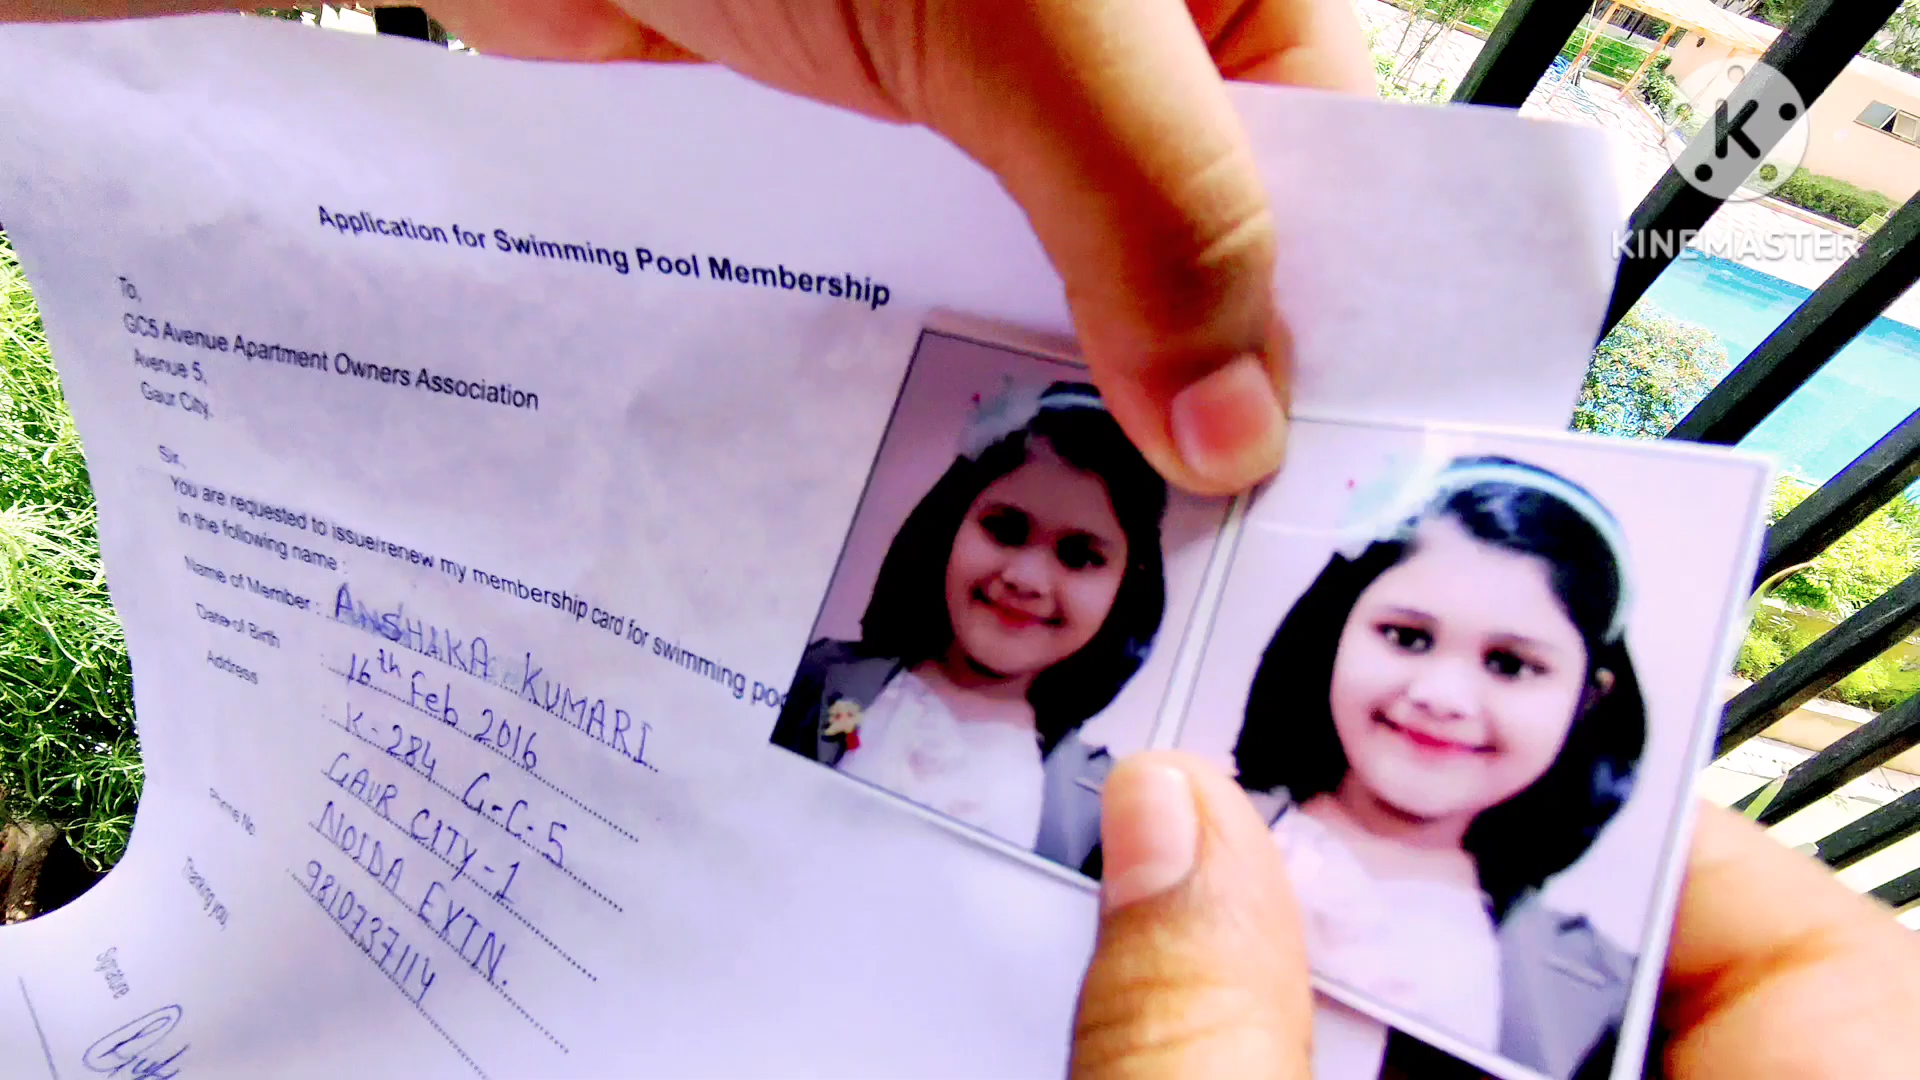 KINEMASTER
Application for Swimming Pool Membership
To,
GC5 Avenue Apartment Owners Association
Avenue 5,
Gaur City.
Sir,
You are requested to issue/renew my membership card for swimming poo
in the following name :
Name of Member : ANSHIKA KUMARI
Date of Birth : 16th Feb 2016
Address : K-284 G-C-5
GAUR CITY-1
NOIDA EXTN.
Phone No 9810737114
Thanking you,
Signature